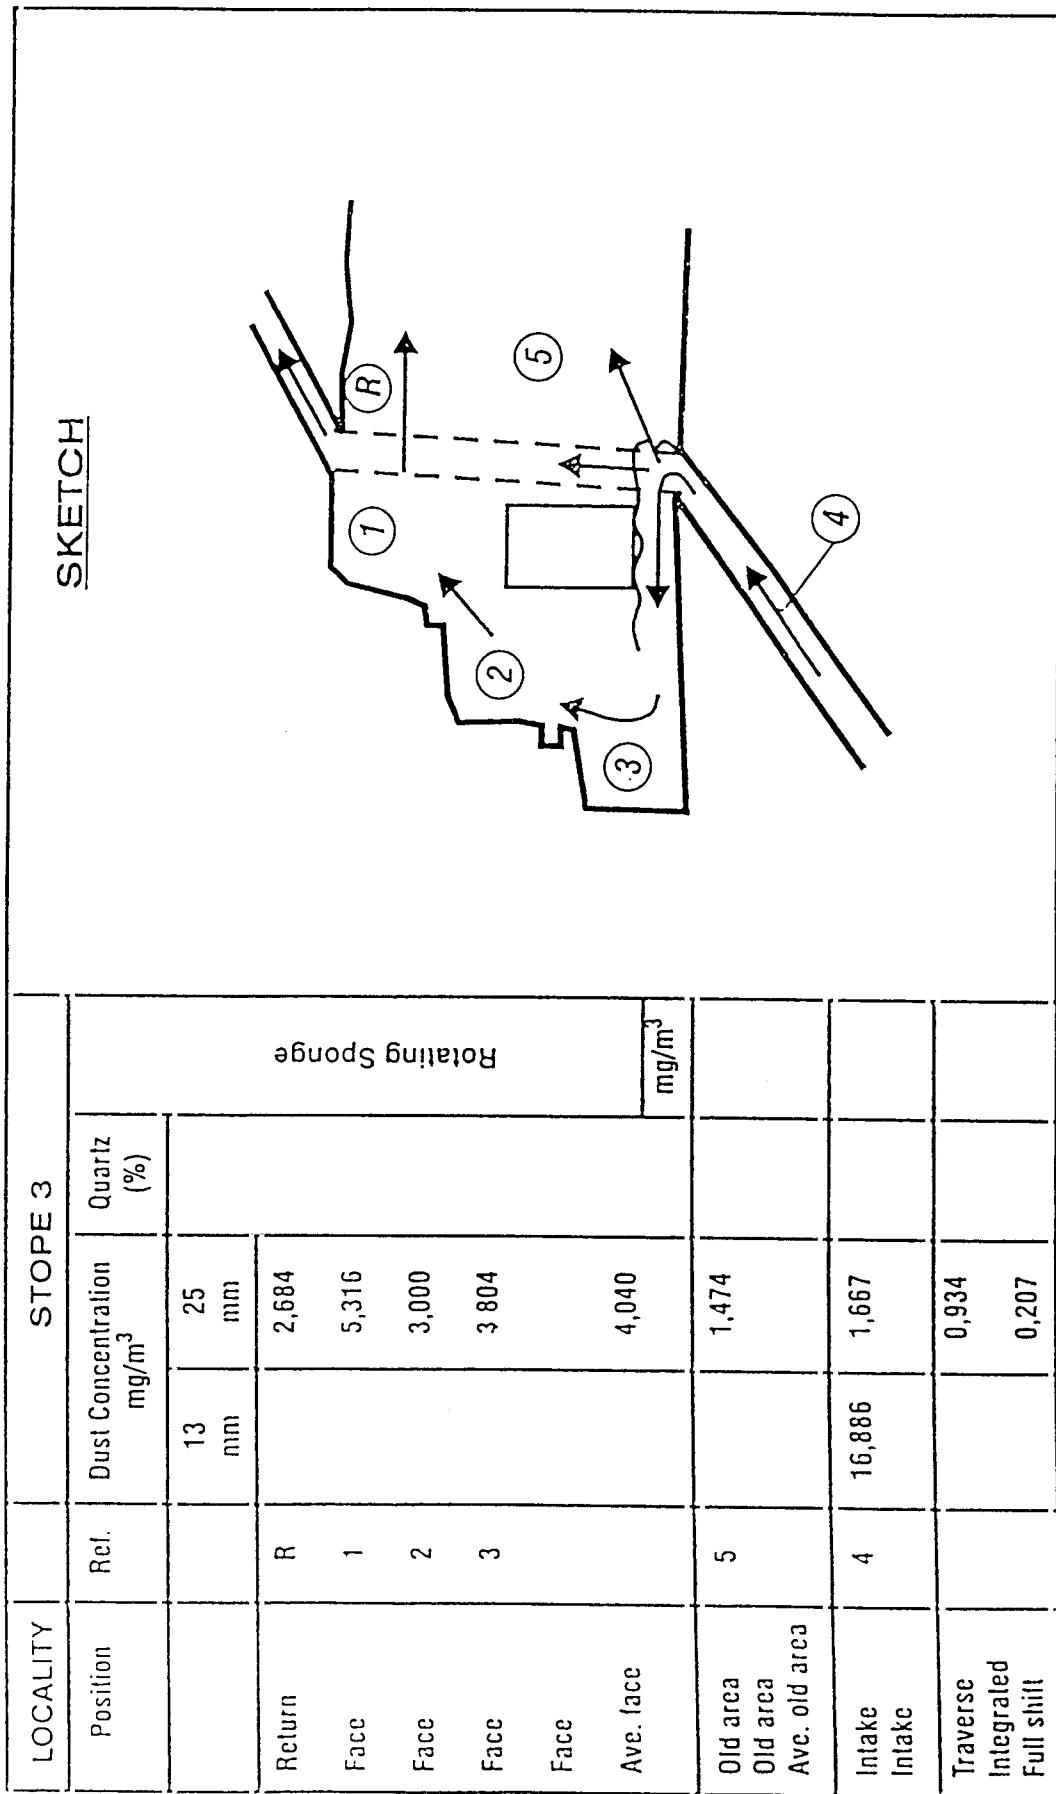 LOCALITY STOPE 3
Position Ref. Dust Concentration mg/m³ Quartz (%) Rotating Sponge
13 mm 25 mm
Return R 2,684
Face 1 5,316
Face 2 3,000
Face 3 3 804
Face
Ave. face 4,040 mg/m³
Old area 5 1,474
Old area
Ave. old area
Intake 4 16,886 1,667
Intake
Traverse 0,934
Integrated
Full shift 0,207
SKETCH
R
1
2
3
4
5